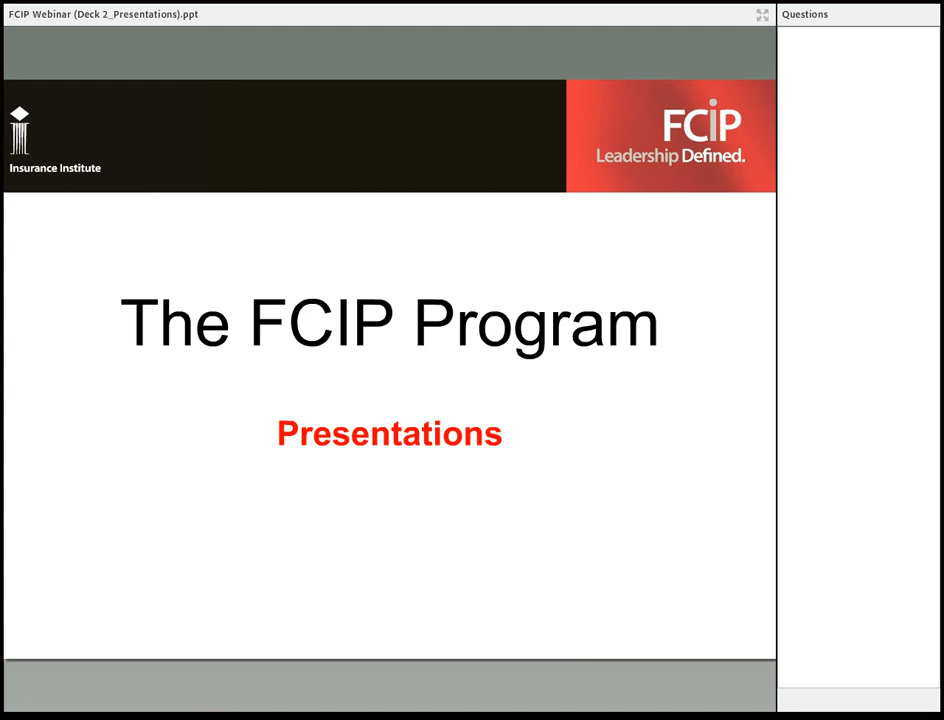 FCIP Webinar (Deck 2_Presentations).ppt
Questions
Insurance Institute
FCiP
Leadership Defined.
The FCIP Program
Presentations